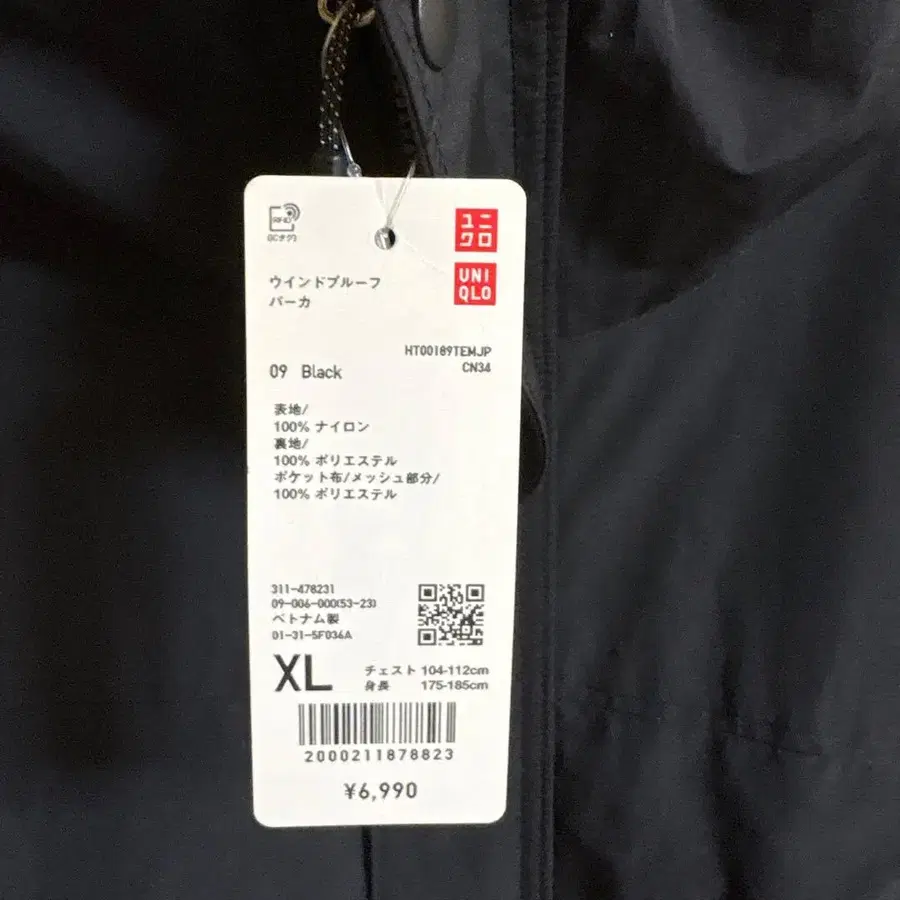 RFID
(ICタグ)
ユニ
クロ
UNI
QLO
ウインドプルーフ
パーカ
HT00189TEMJP
CN34
09 Black
表地/
100% ナイロン
裏地/
100% ポリエステル
ポケット布/メッシュ部分/
100% ポリエステル
311-478231
09-006-000(53-23)
ベトナム製
01-31-5F036A
XL
チェスト 104-112cm
身長 175-185cm
2000211878823
¥6,990